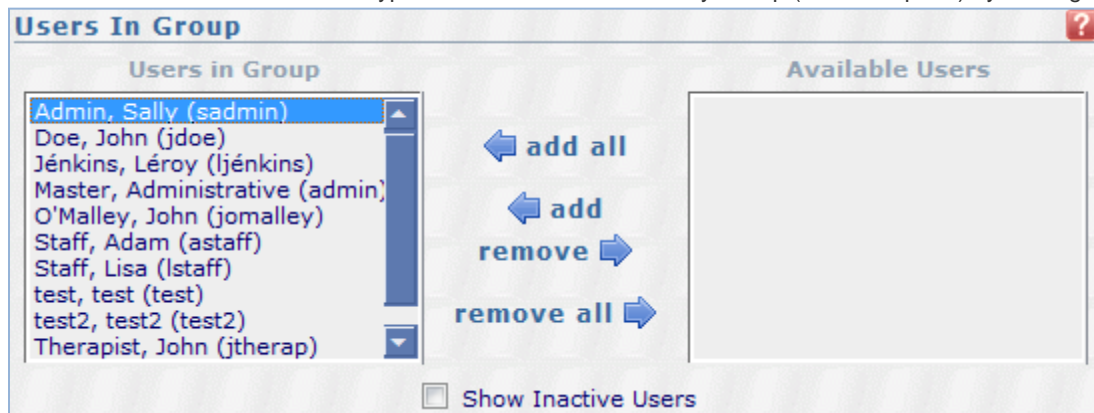 Users In Group
?
Users in Group
Available Users
Admin, Sally (sadmin)
Doe, John (jdoe)
Jénkins, Léroy (ljénkins)
Master, Administrative (admin)
O'Malley, John (jomalley)
Staff, Adam (astaff)
Staff, Lisa (lstaff)
test, test (test)
test2, test2 (test2)
Therapist, John (jtherap)
add all
add
remove
remove all
Show Inactive Users